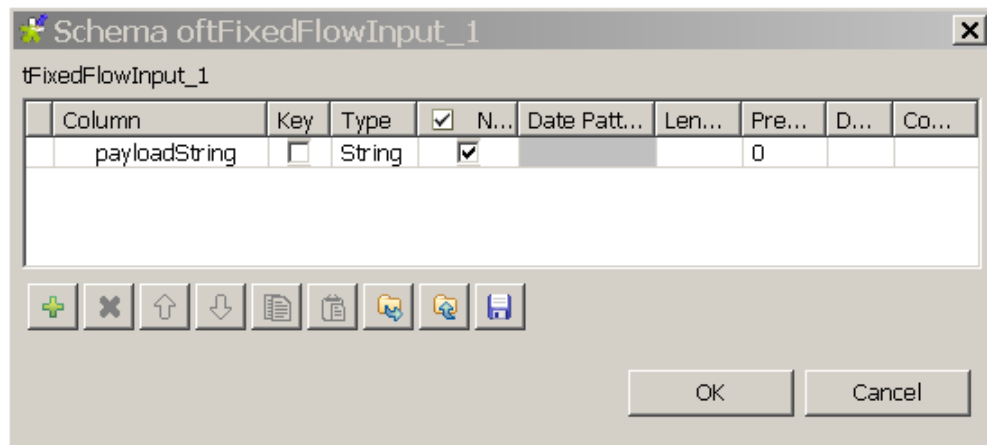 Schema oftFixedFlowInput_1
tFixedFlowInput_1
Column Key Type N... Date Patt... Len... Pre... D... Co...
payloadString String 0
OK Cancel